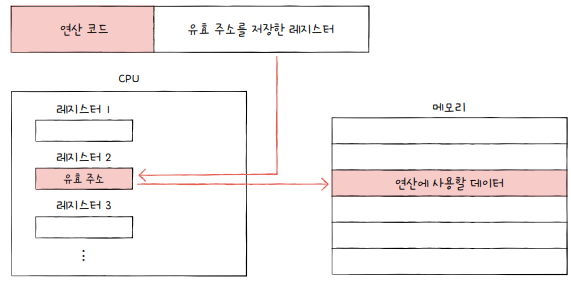 연산 코드
유효 주소를 저장한 레지스터
CPU
메모리
레지스터 1
레지스터 2
유효 주소
연산에 사용할 데이터
레지스터 3
⋮